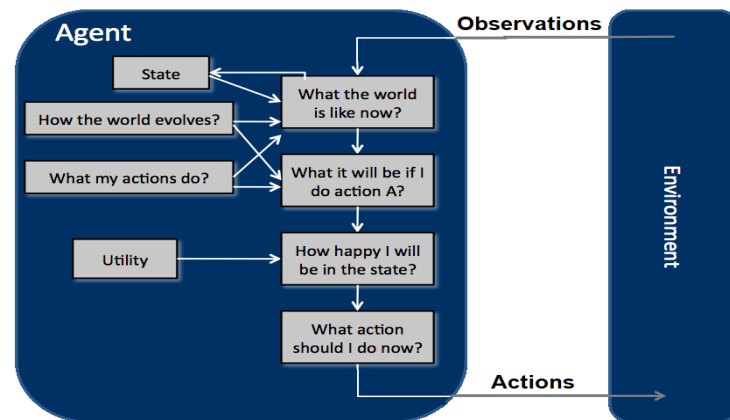 Agent
Observations
State
What the world
is like now?
How the world evolves?
What my actions do?
What it will be if I
do action A?
Utility
How happy I will
be in the state?
What action
should I do now?
Actions
Environment